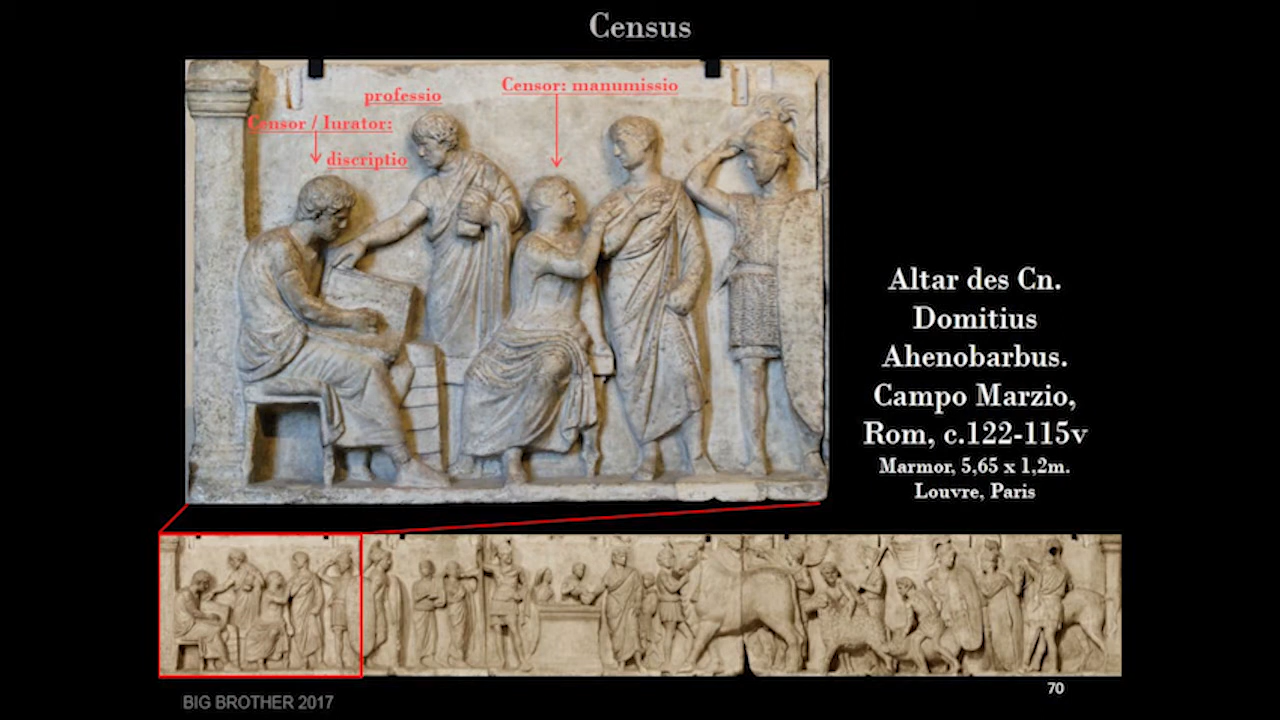 Census
professio
Censor / Iurator:
discriptio
Censor: manumissio
Altar des Cn.
Domitius
Ahenobarbus.
Campo Marzio,
Rom, c.122-115v
Marmor, 5,65 x 1,2m.
Louvre, Paris
70
BIG BROTHER 2017